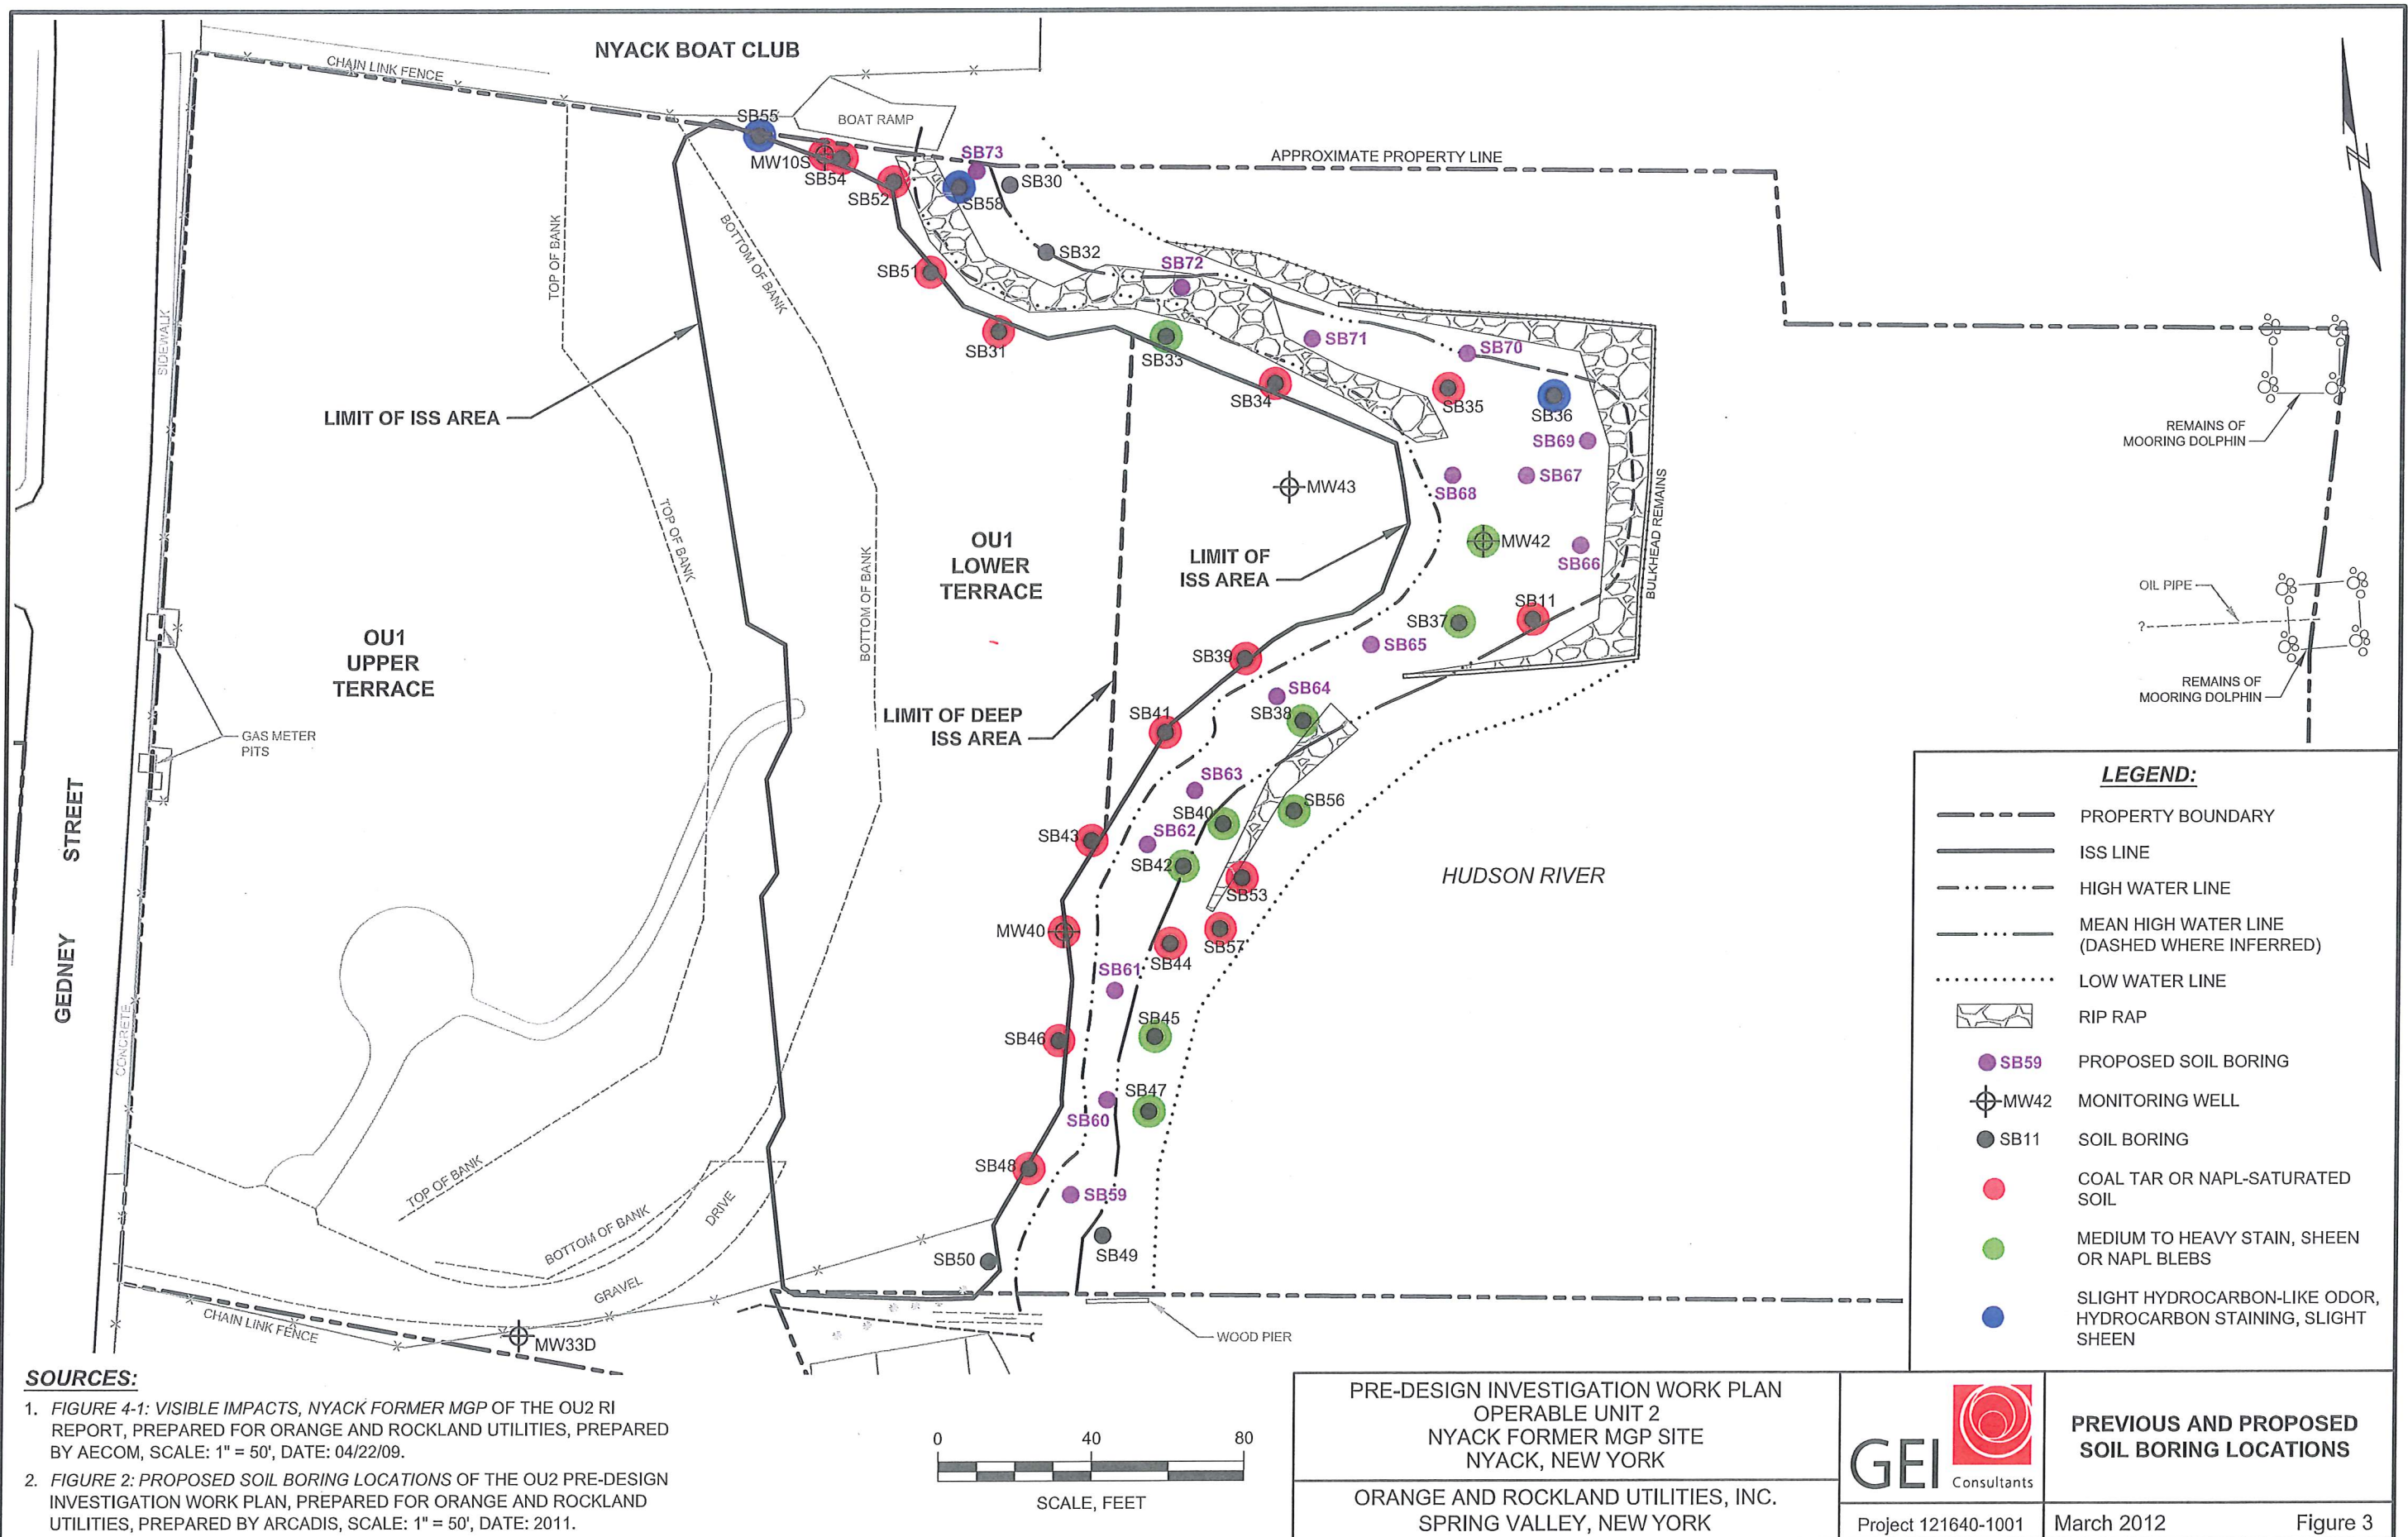 NYACK BOAT CLUB
CHAIN LINK FENCE
SB55
BOAT RAMP
MW10S
SB54
SB73
SB30
APPROXIMATE PROPERTY LINE
SB52
SB58
N
TOP OF BANK
BOTTOM OF BANK
SB32
SB51
SB72
SIDEWALK
SB31
SB33
SB71
SB70
SB34
SB35
SB36
LIMIT OF ISS AREA
SB69
REMAINS OF
MOORING DOLPHIN
SB68
SB67
MW43
TOP OF BANK
BOTTOM OF BANK
OU1
LOWER
TERRACE
LIMIT OF
ISS AREA
MW42
SB66
BULKHEAD REMAINS
OIL PIPE
?
SB37
SB11
OU1
UPPER
TERRACE
SB39
SB65
SB64
SB38
REMAINS OF
MOORING DOLPHIN
LIMIT OF DEEP
ISS AREA
SB41
GAS METER
PITS
SB63
SB40
SB56
SB43
SB62
SB42
SB53
HUDSON RIVER
GEDNEY STREET
MW40
SB57
SB44
SB61
CONCRETE
SB46
SB45
SB47
SB60
TOP OF BANK
SB48
SB59
DRIVE
BOTTOM OF BANK
SB50
SB49
GRAVEL
CHAIN LINK FENCE
MW33D
WOOD PIER
LEGEND:
PROPERTY BOUNDARY
ISS LINE
HIGH WATER LINE
MEAN HIGH WATER LINE
(DASHED WHERE INFERRED)
LOW WATER LINE
RIP RAP
SB59 PROPOSED SOIL BORING
MW42 MONITORING WELL
SB11 SOIL BORING
COAL TAR OR NAPL-SATURATED
SOIL
MEDIUM TO HEAVY STAIN, SHEEN
OR NAPL BLEBS
SLIGHT HYDROCARBON-LIKE ODOR,
HYDROCARBON STAINING, SLIGHT
SHEEN
SOURCES:
1. FIGURE 4-1: VISIBLE IMPACTS, NYACK FORMER MGP OF THE OU2 RI
REPORT, PREPARED FOR ORANGE AND ROCKLAND UTILITIES, PREPARED
BY AECOM, SCALE: 1" = 50', DATE: 04/22/09.
2. FIGURE 2: PROPOSED SOIL BORING LOCATIONS OF THE OU2 PRE-DESIGN
INVESTIGATION WORK PLAN, PREPARED FOR ORANGE AND ROCKLAND
UTILITIES, PREPARED BY ARCADIS, SCALE: 1" = 50', DATE: 2011.
0 40 80
SCALE, FEET
PRE-DESIGN INVESTIGATION WORK PLAN
OPERABLE UNIT 2
NYACK FORMER MGP SITE
NYACK, NEW YORK
ORANGE AND ROCKLAND UTILITIES, INC.
SPRING VALLEY, NEW YORK
GEI Consultants
Project 121640-1001
PREVIOUS AND PROPOSED
SOIL BORING LOCATIONS
March 2012
Figure 3